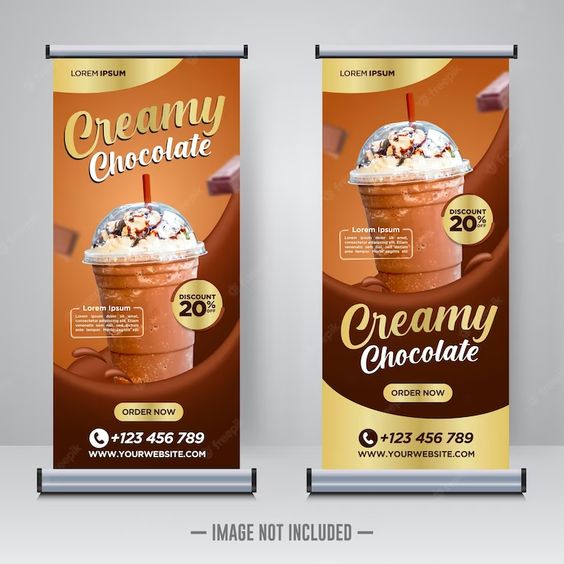 LOREM IPSUM
Creamy
Chocolate
Lorem Ipsum
DISCOUNT
20% OFF
ORDER NOW
+123 456 789
WWW.YOURWEBSITE.COM
LOREM IPSUM
DISCOUNT
20% OFF
Lorem Ipsum
Creamy
Chocolate
ORDER NOW
+123 456 789
WWW.YOURWEBSITE.COM
— IMAGE NOT INCLUDED —